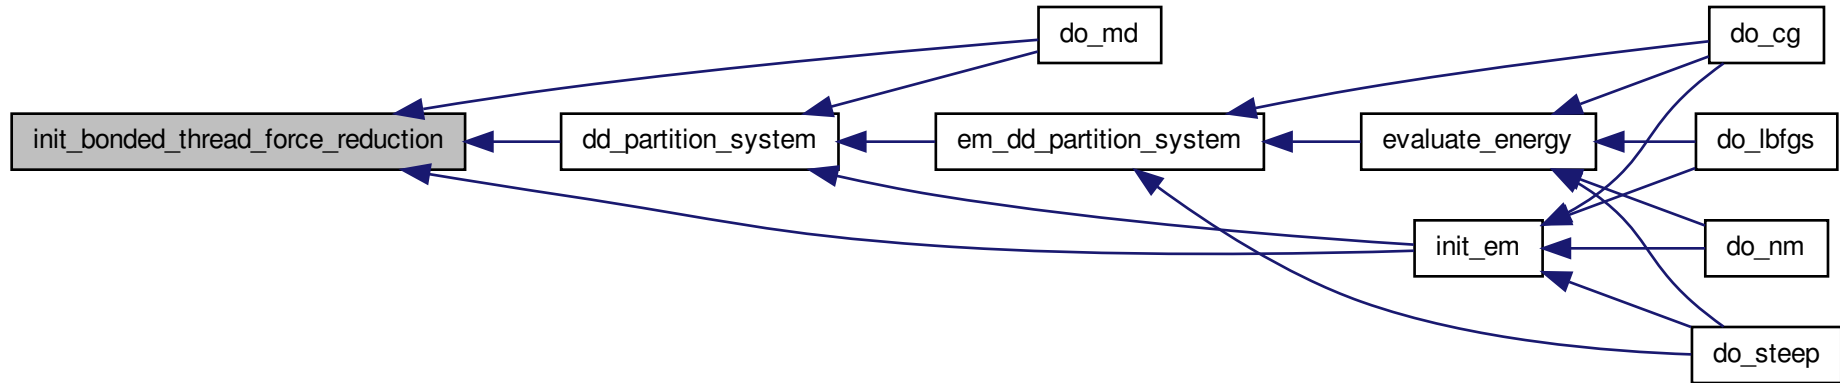 do_md
do_cg
init_bonded_thread_force_reduction
dd_partition_system
em_dd_partition_system
evaluate_energy
do_lbfgs
init_em
do_nm
do_steep